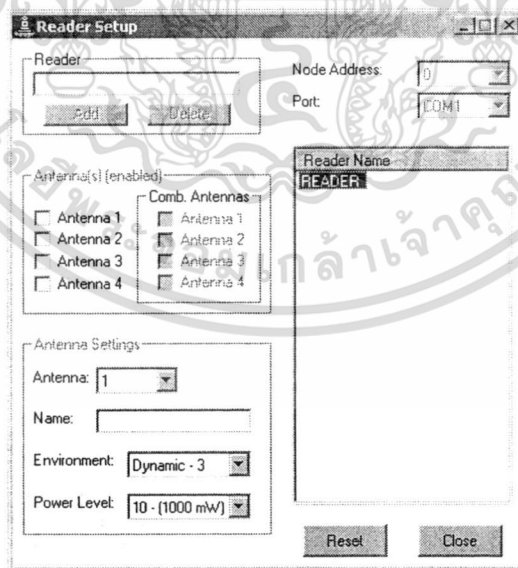 Reader Setup
Reader
Add
Delete
Node Address:
0
Port:
COM1
Antenna(s) (enabled)
Comb. Antennas
Antenna 1
Antenna 2
Antenna 3
Antenna 4
Antenna 1
Antenna 2
Antenna 3
Antenna 4
Reader Name
READER
Antenna Settings
Antenna:
1
Name:
Environment:
Dynamic - 3
Power Level:
10 - (1000 mW)
Reset
Close